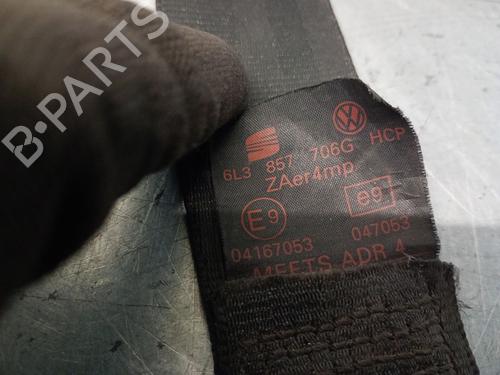 B-PARTS
6L3 857 706G HCP
ZAer4mp
E9 e9
04167053 047053
MEETS ADR 4